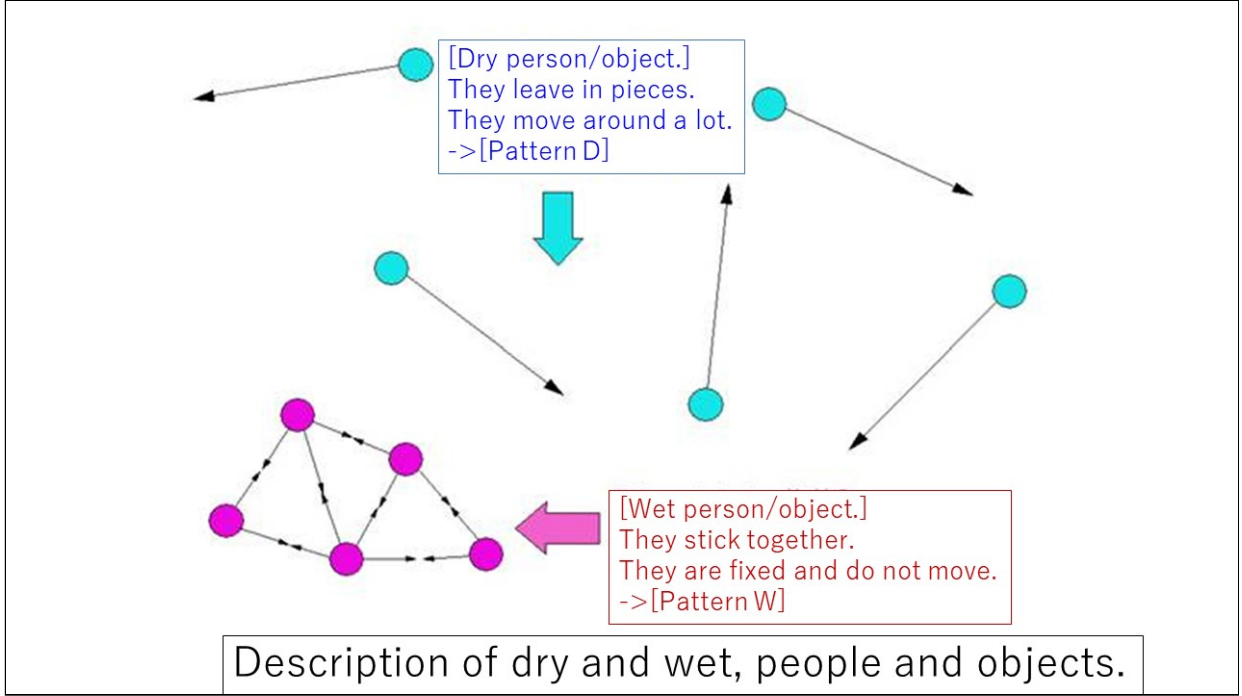 [Dry person/object.]
They leave in pieces.
They move around a lot.
->[Pattern D]
[Wet person/object.]
They stick together.
They are fixed and do not move.
->[Pattern W]
Description of dry and wet, people and objects.